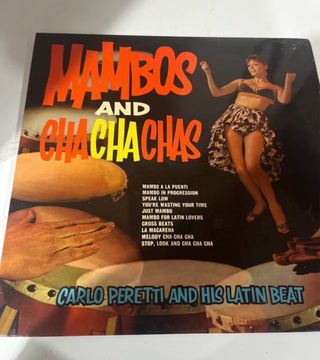 MAMBOS
AND
CHA CHA CHAS
MAMBO A LA PUENTI
MAMBO IN PROGRESSION
SPEAK LOW
YOU'RE WASTING YOUR TIME
JUST MAMBO
MAMBO FOR LATIN LOVERS
CROSS BEATS
LA MACARENA
MELODY CHA CHA CHA
STOP, LOOK AND CHA CHA CHA
CARLO PERETTI AND HIS LATIN BEAT